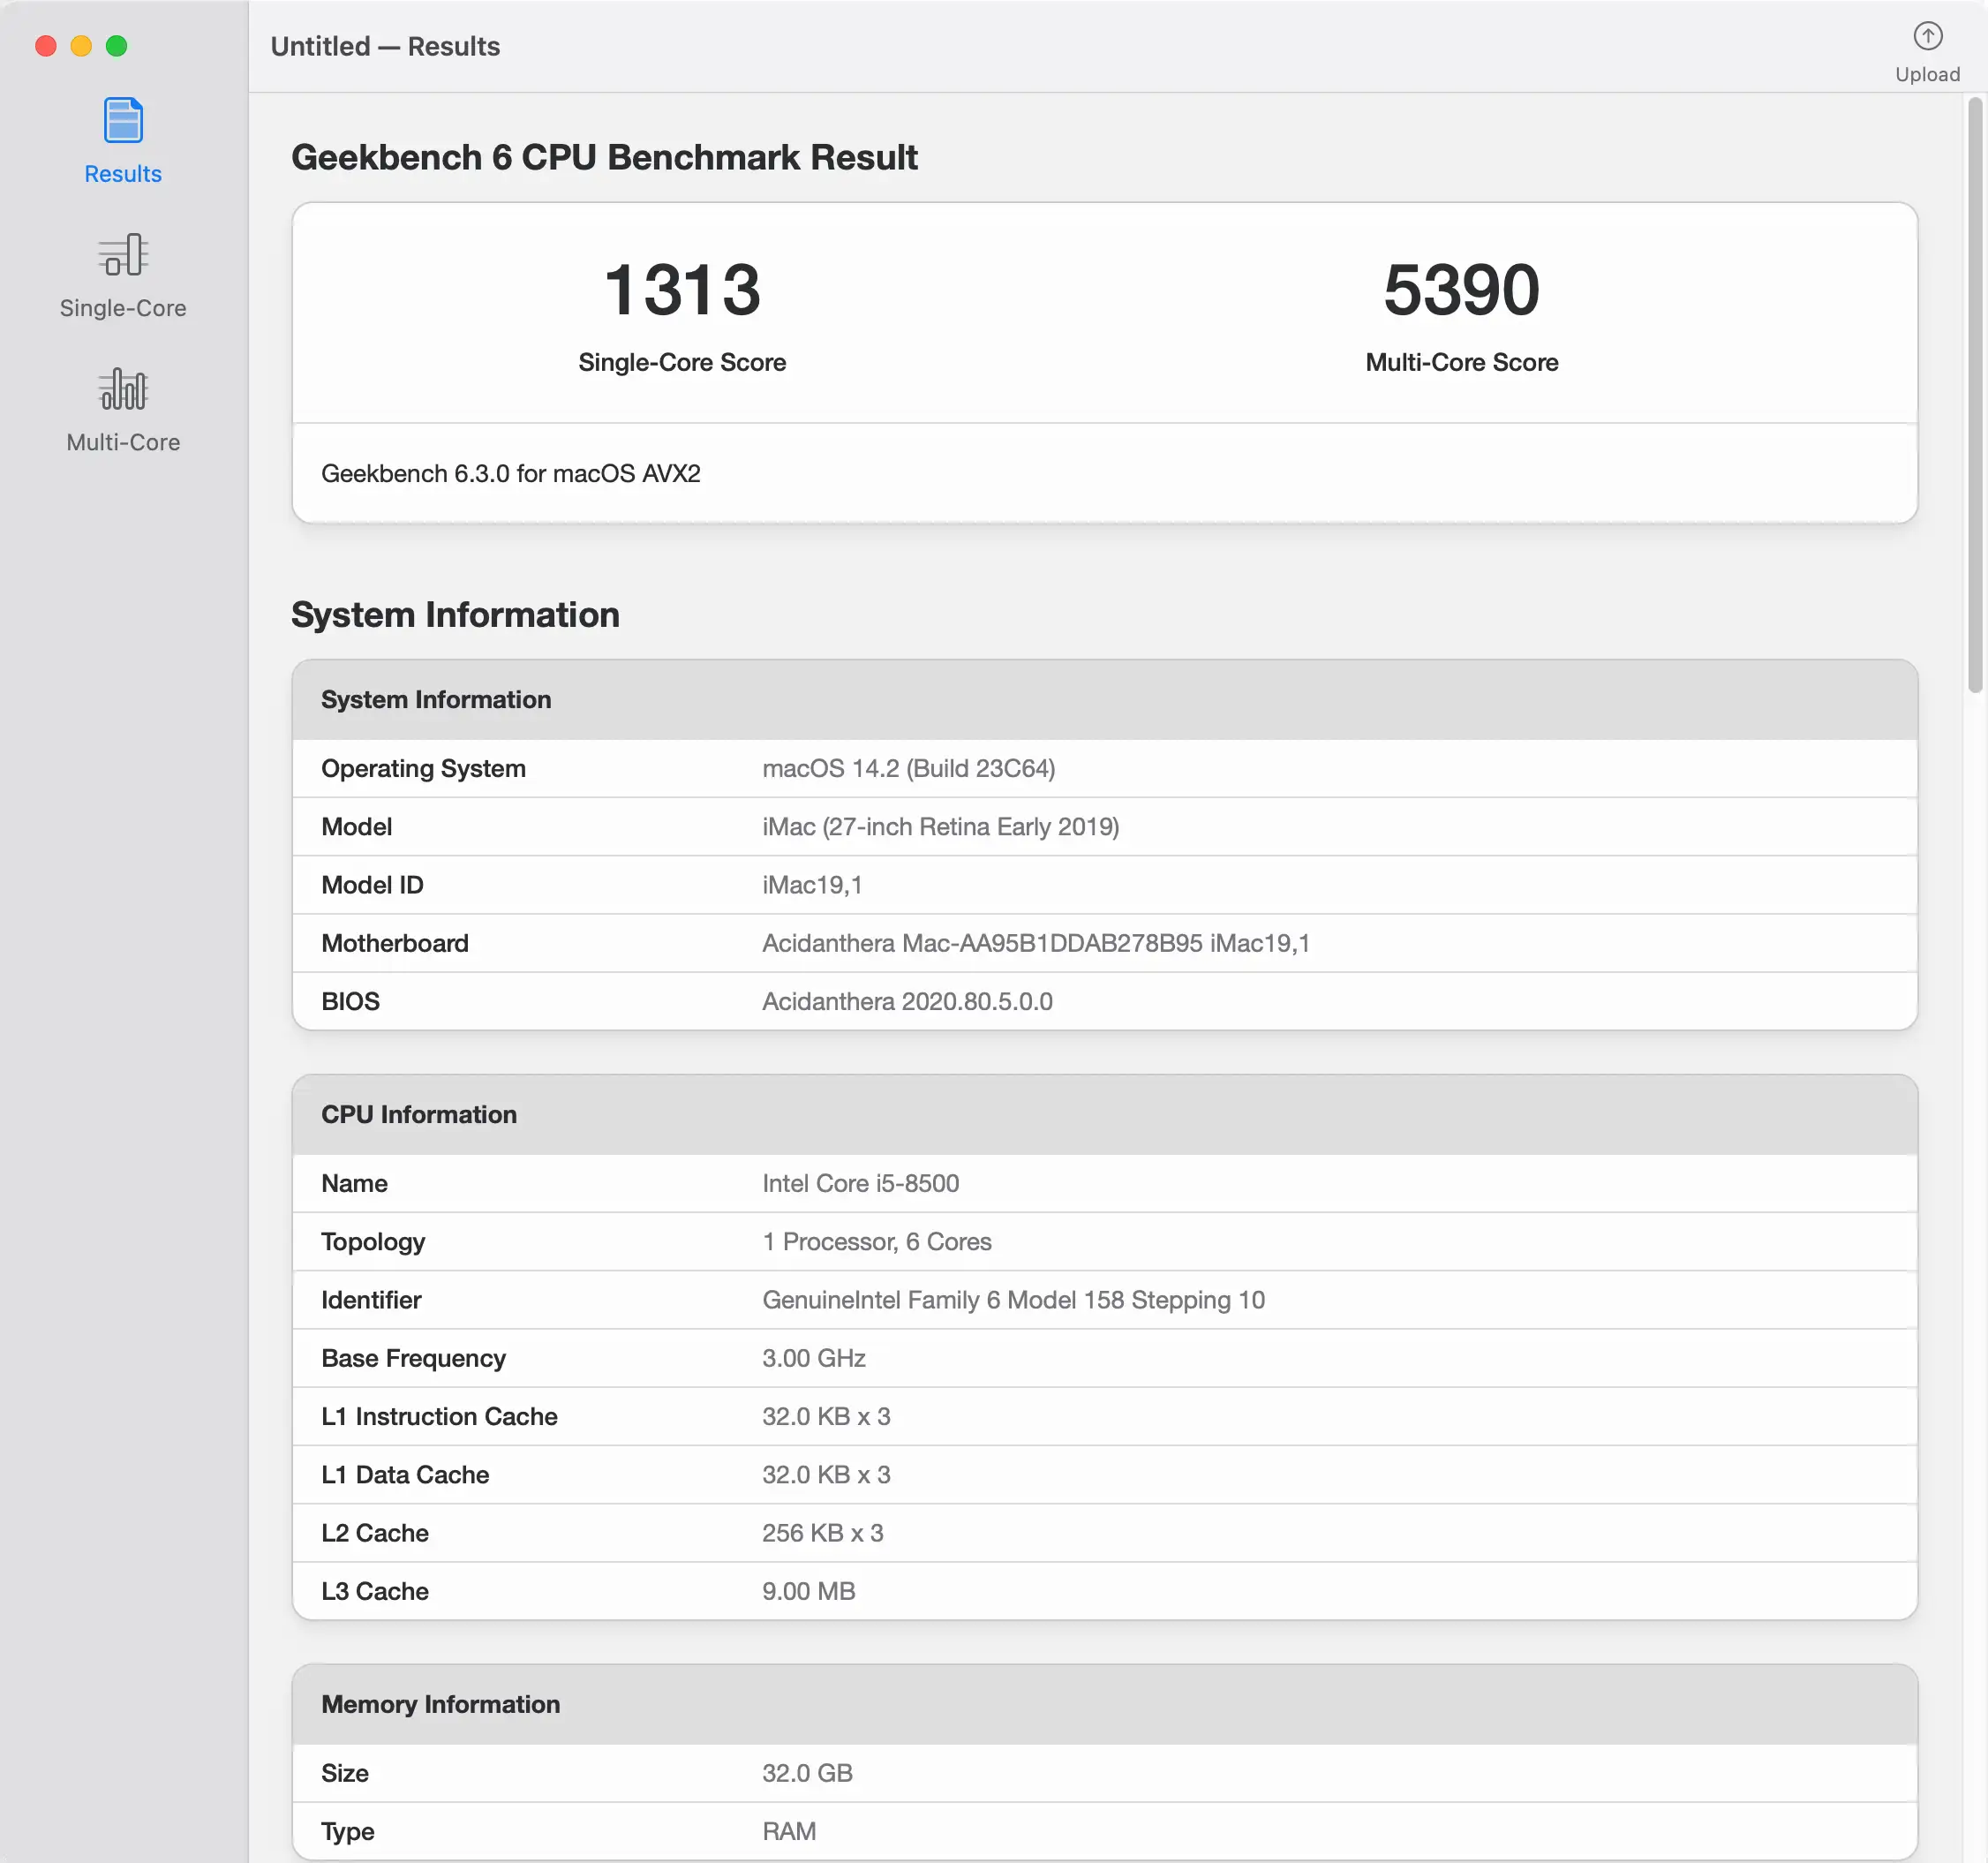 Untitled — Results
Upload
Results
Single-Core
Multi-Core
Geekbench 6 CPU Benchmark Result
1313
Single-Core Score
5390
Multi-Core Score
Geekbench 6.3.0 for macOS AVX2
System Information
System Information
Operating System macOS 14.2 (Build 23C64)
Model iMac (27-inch Retina Early 2019)
Model ID iMac19,1
Motherboard Acidanthera Mac-AA95B1DDAB278B95 iMac19,1
BIOS Acidanthera 2020.80.5.0.0
CPU Information
Name Intel Core i5-8500
Topology 1 Processor, 6 Cores
Identifier GenuineIntel Family 6 Model 158 Stepping 10
Base Frequency 3.00 GHz
L1 Instruction Cache 32.0 KB x 3
L1 Data Cache 32.0 KB x 3
L2 Cache 256 KB x 3
L3 Cache 9.00 MB
Memory Information
Size 32.0 GB
Type RAM